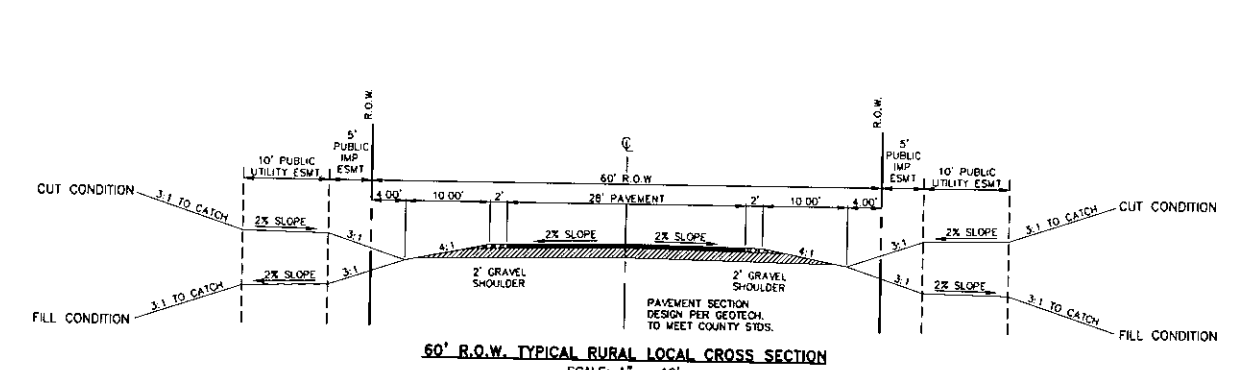 R.O.W.
R.O.W.
5'
PUBLIC
IMP
ESMT
10' PUBLIC
UTILITY ESMT
℄
5'
PUBLIC
IMP
ESMT
10' PUBLIC
UTILITY ESMT
60' R.O.W
CUT CONDITION
3:1 TO CATCH
4.00'
10.00'
2'
28' PAVEMENT
2'
10.00'
4.00'
3:1 TO CATCH
CUT CONDITION
2% SLOPE
3:1
4:1
2% SLOPE
2% SLOPE
4:1
3:1
2% SLOPE
2% SLOPE
3:1
2' GRAVEL
SHOULDER
2' GRAVEL
SHOULDER
3:1
2% SLOPE
3:1 TO CATCH
FILL CONDITION
PAVEMENT SECTION
DESIGN PER GEOTECH.
TO MEET COUNTY STDS.
3:1 TO CATCH
FILL CONDITION
60' R.O.W. TYPICAL RURAL LOCAL CROSS SECTION